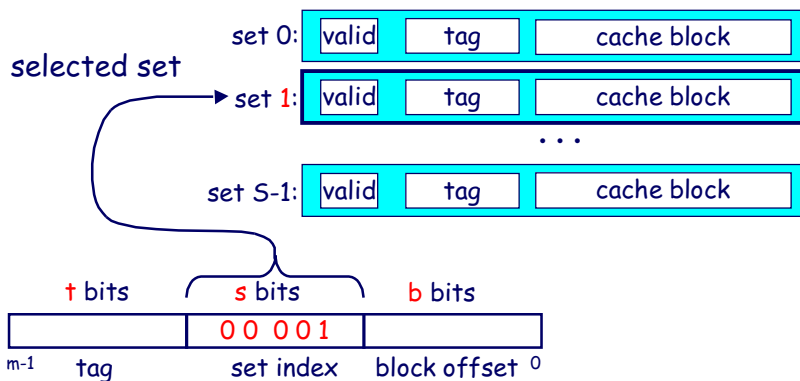 set 0: valid tag cache block
selected set
set 1: valid tag cache block
. . .
set S-1: valid tag cache block
t bits s bits b bits
0 0 0 0 1
m-1 tag set index block offset 0